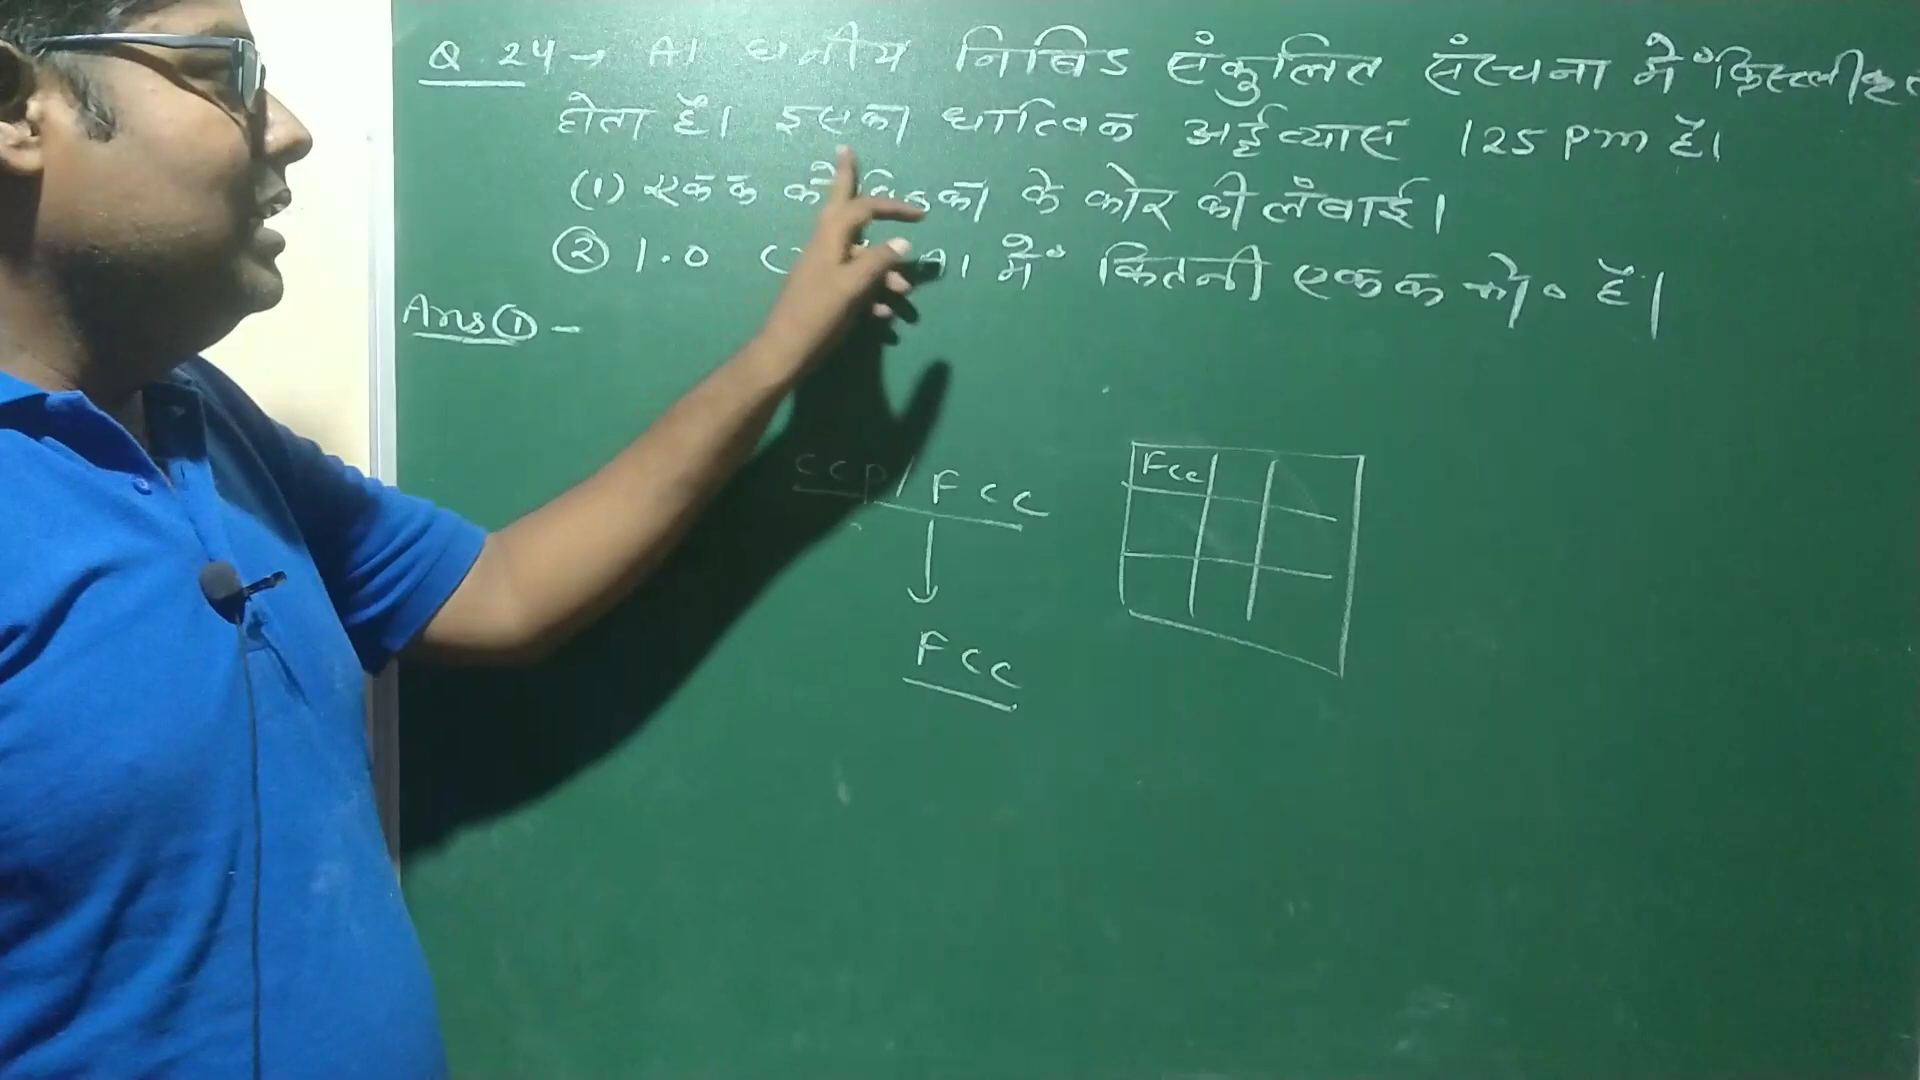 Q. 24 → Al घनीय निबिड संकुलित संरचना में क्रिस्टलीकृत
होता है। इसका धात्विक अर्द्धव्यास 125 pm है।
(1) एकक को के कोर की लंबाई।
② 1.0 Al में कितनी एकक को० है।
Ans ① -
CCP / FCC
FCC
FCC